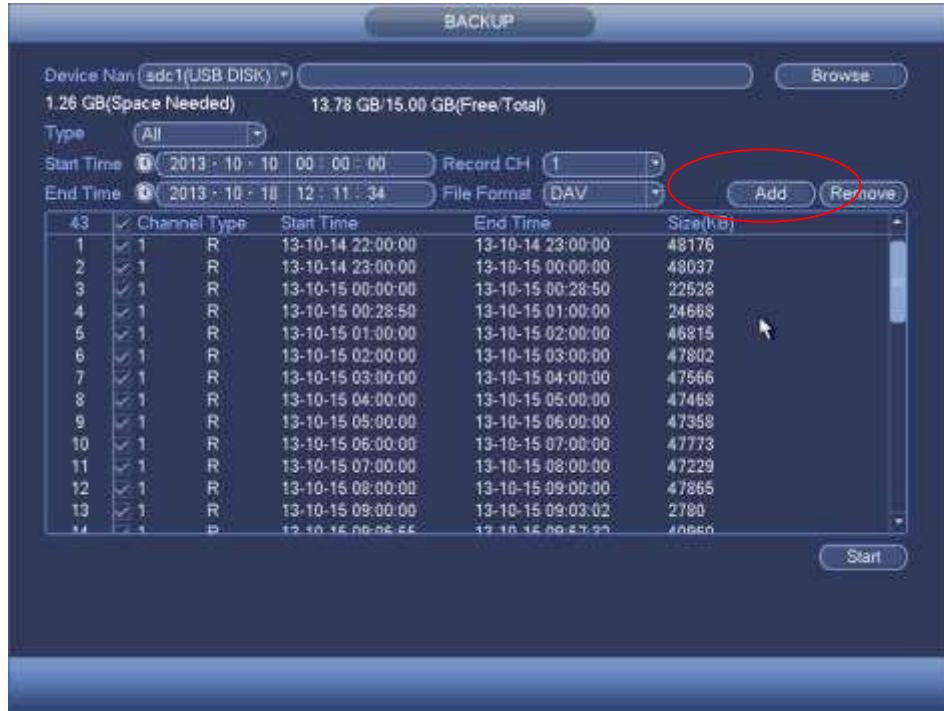 BACKUP
Device Nan sdc1(USB DISK) Browse
1.26 GB(Space Needed) 13.78 GB/15.00 GB(Free/Total)
Type All
Start Time 2013 - 10 - 10 00 : 00 : 00 Record CH 1
End Time 2013 - 10 - 18 12 : 11 : 34 File Format DAV Add Remove
43 Channel Type Start Time End Time Size(KB)
1 1 R 13-10-14 22:00:00 13-10-14 23:00:00 48176
2 1 R 13-10-14 23:00:00 13-10-15 00:00:00 48037
3 1 R 13-10-15 00:00:00 13-10-15 00:28:50 22528
4 1 R 13-10-15 00:28:50 13-10-15 01:00:00 24668
5 1 R 13-10-15 01:00:00 13-10-15 02:00:00 46815
6 1 R 13-10-15 02:00:00 13-10-15 03:00:00 47802
7 1 R 13-10-15 03:00:00 13-10-15 04:00:00 47566
8 1 R 13-10-15 04:00:00 13-10-15 05:00:00 47468
9 1 R 13-10-15 05:00:00 13-10-15 06:00:00 47358
10 1 R 13-10-15 06:00:00 13-10-15 07:00:00 47773
11 1 R 13-10-15 07:00:00 13-10-15 08:00:00 47229
12 1 R 13-10-15 08:00:00 13-10-15 09:00:00 47865
13 1 R 13-10-15 09:00:00 13-10-15 09:03:02 2780
Start